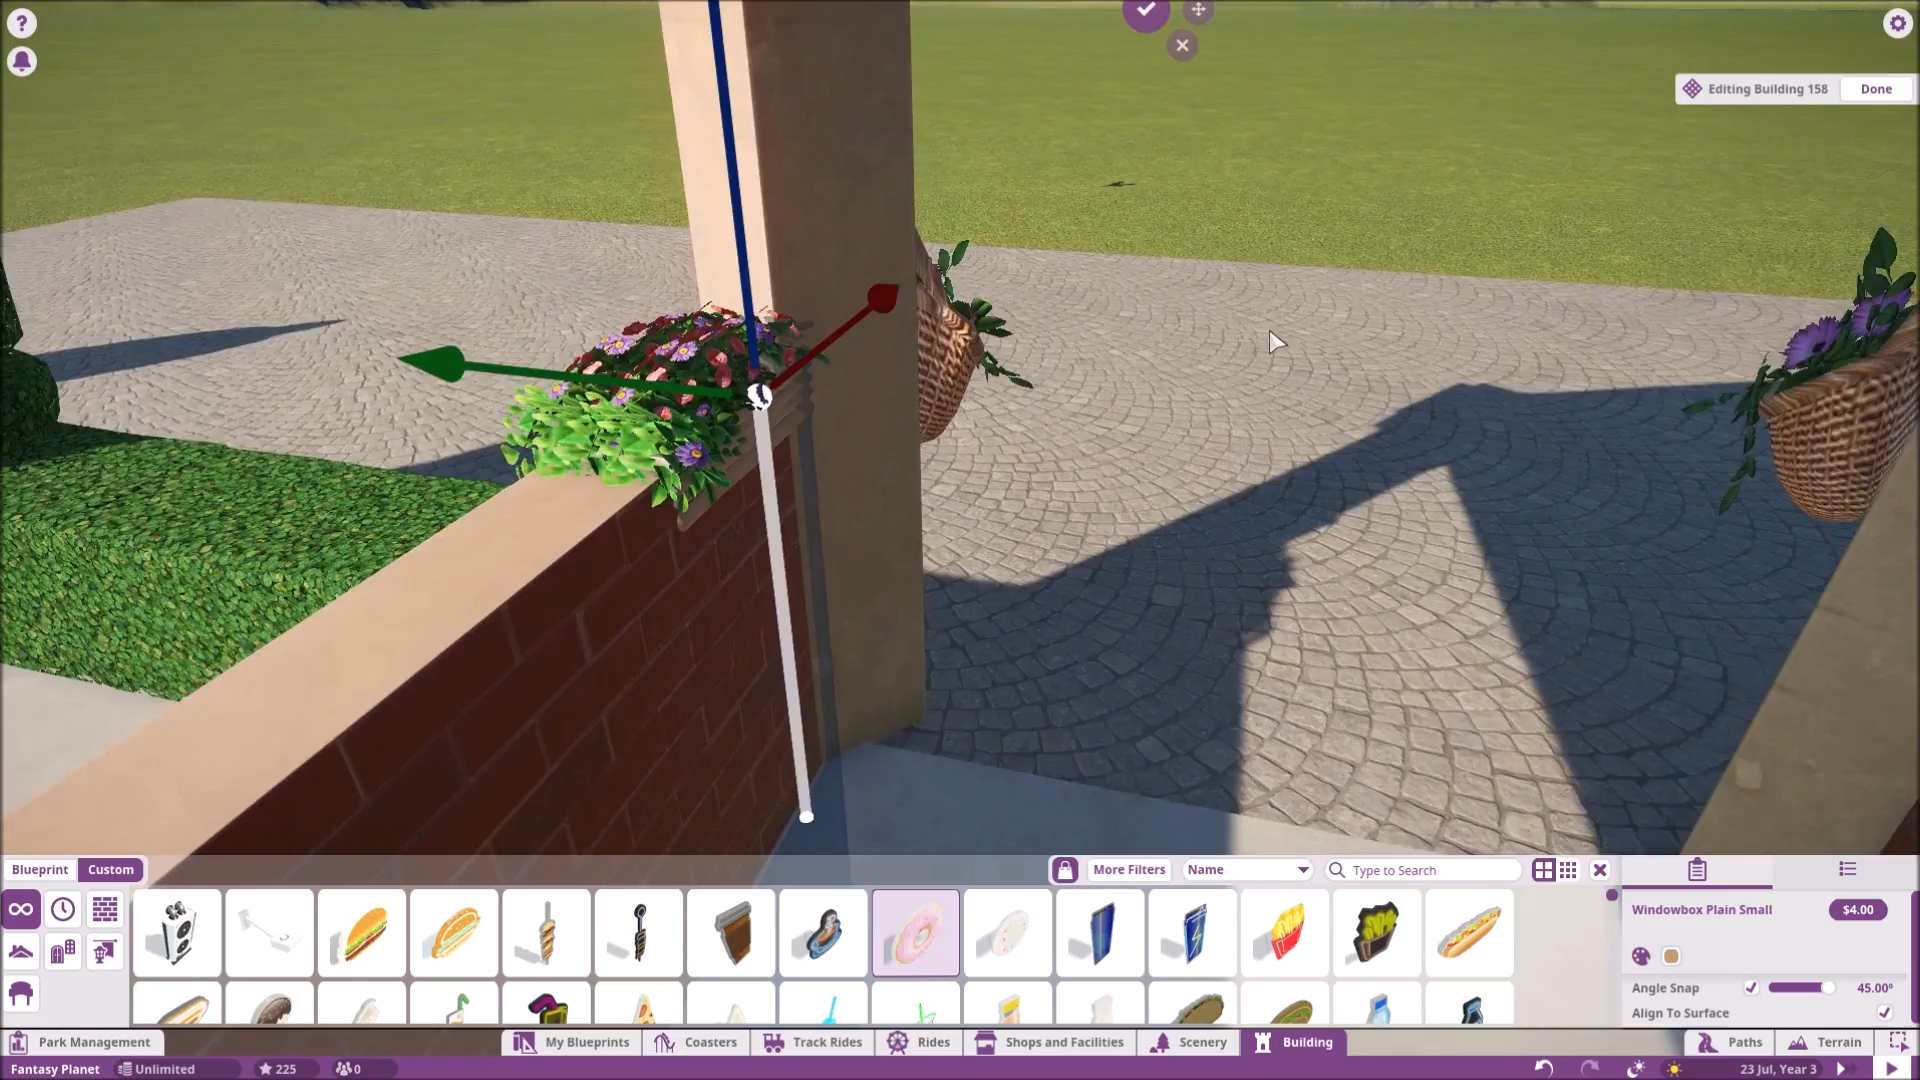 ?
Editing Building 158 Done
Blueprint Custom
More Filters Name Type to Search
Windowbox Plain Small $4.00
Angle Snap 45.00°
Align To Surface
Park Management My Blueprints Coasters Track Rides Rides Shops and Facilities Scenery Building Paths Terrain
Fantasy Planet Unlimited 225 0 23 Jul, Year 3